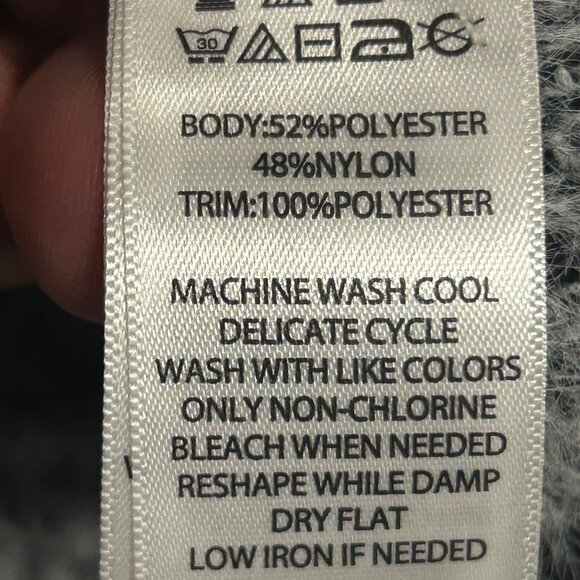 30
BODY:52%POLYESTER
48%NYLON
TRIM:100%POLYESTER
MACHINE WASH COOL
DELICATE CYCLE
WASH WITH LIKE COLORS
ONLY NON-CHLORINE
BLEACH WHEN NEEDED
RESHAPE WHILE DAMP
DRY FLAT
LOW IRON IF NEEDED